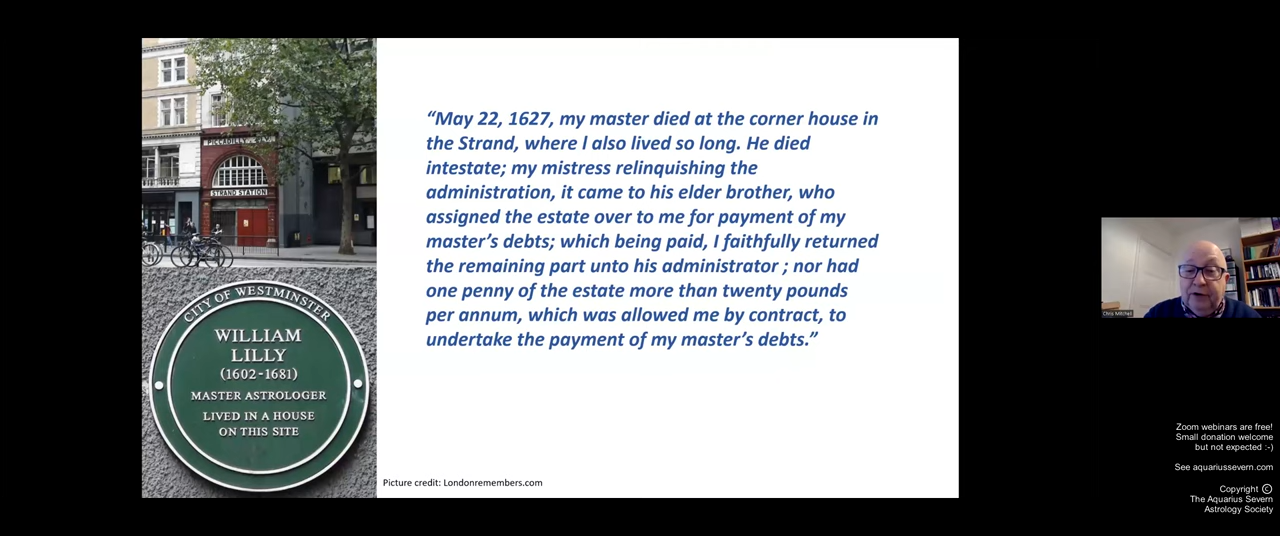 PICCADILLY RLY
STRAND STATION
CITY OF WESTMINSTER
WILLIAM
LILLY
(1602-1681)
MASTER ASTROLOGER
LIVED IN A HOUSE
ON THIS SITE
“May 22, 1627, my master died at the corner house in
the Strand, where I also lived so long. He died
intestate; my mistress relinquishing the
administration, it came to his elder brother, who
assigned the estate over to me for payment of my
master’s debts; which being paid, I faithfully returned
the remaining part unto his administrator ; nor had
one penny of the estate more than twenty pounds
per annum, which was allowed me by contract, to
undertake the payment of my master’s debts.”
Picture credit: Londonremembers.com
Chris Mitchell
Zoom webinars are free!
Small donation welcome
but not expected :-)
See aquariussevern.com
Copyright ©
The Aquarius Severn
Astrology Society